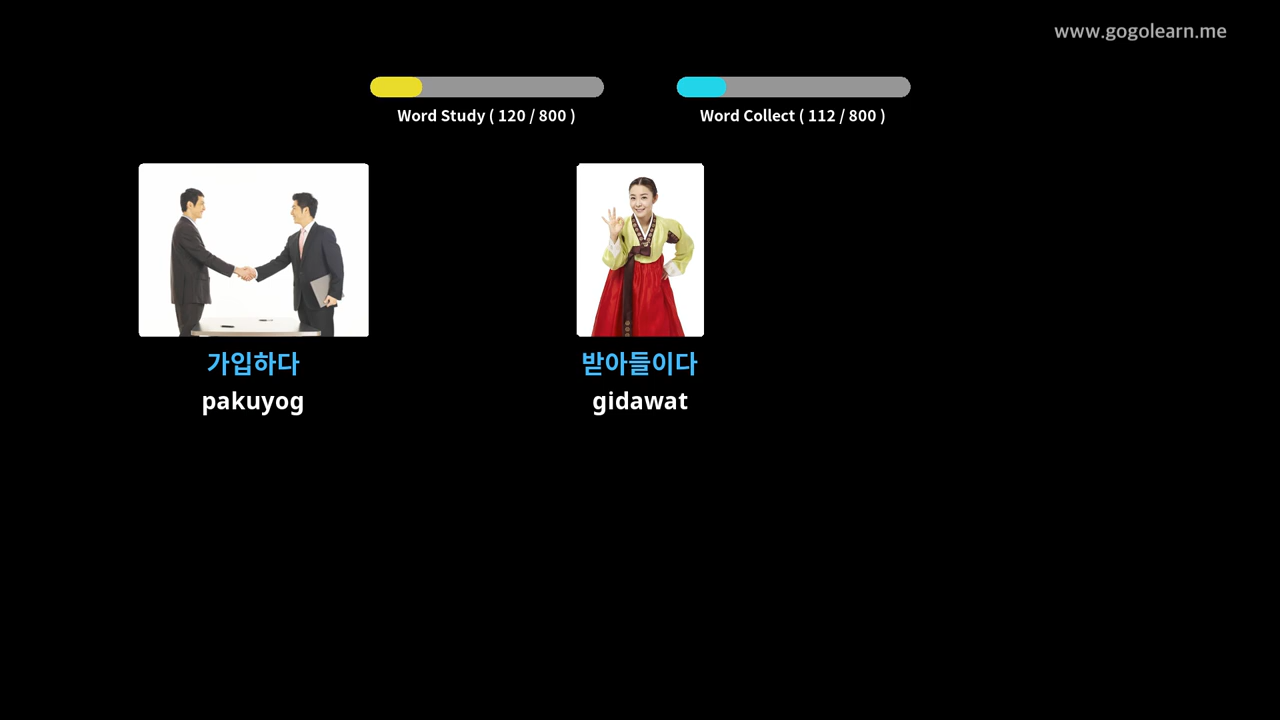 www.gogolearn.me
Word Study ( 120 / 800 )
Word Collect ( 112 / 800 )
가입하다
받아들이다
pakuyog
gidawat